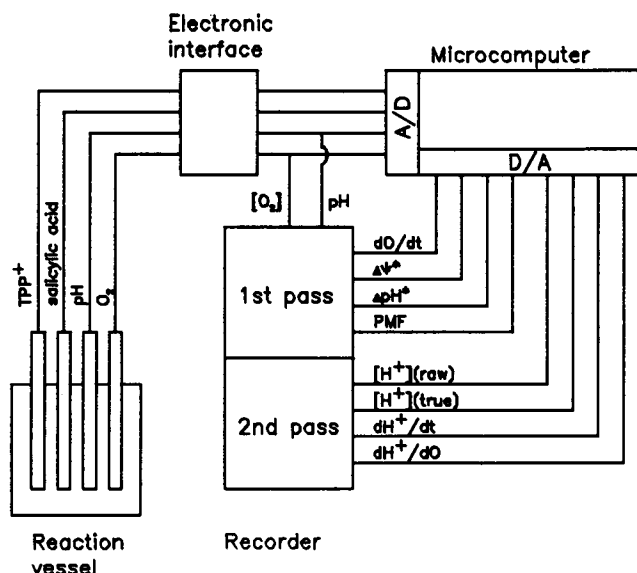 Electronic
interface
Microcomputer
A/D
D/A
TPP⁺
salicylic acid
pH
O₂
[O₂]
pH
1st pass
dO/dt
ΔΨ*
ΔpH*
PMF
2nd pass
[H⁺](raw)
[H⁺](true)
dH⁺/dt
dH⁺/dO
Reaction
vessel
Recorder